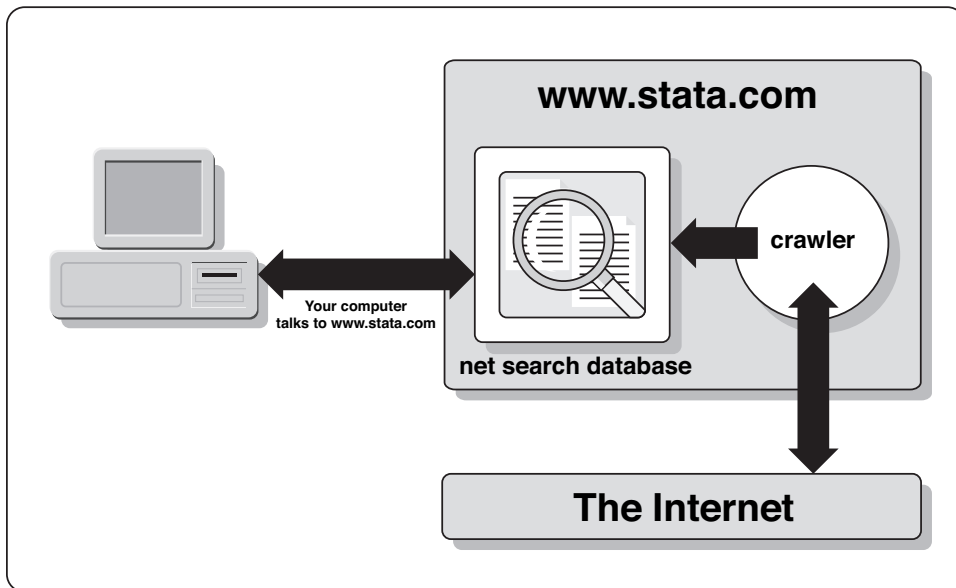 www.stata.com
crawler
Your computer
talks to www.stata.com
net search database
The Internet